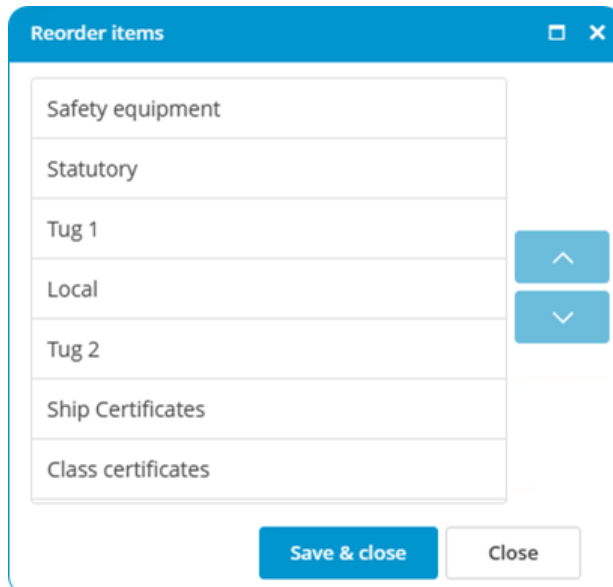 Reorder items
Safety equipment
Statutory
Tug 1
Local
Tug 2
Ship Certificates
Class certificates
Save & close
Close